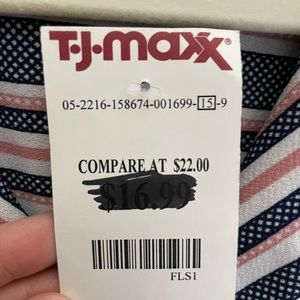 T·J·maxx®
05-2216-158674-001699-15-9
COMPARE AT $22.00
$16.99
FLS1